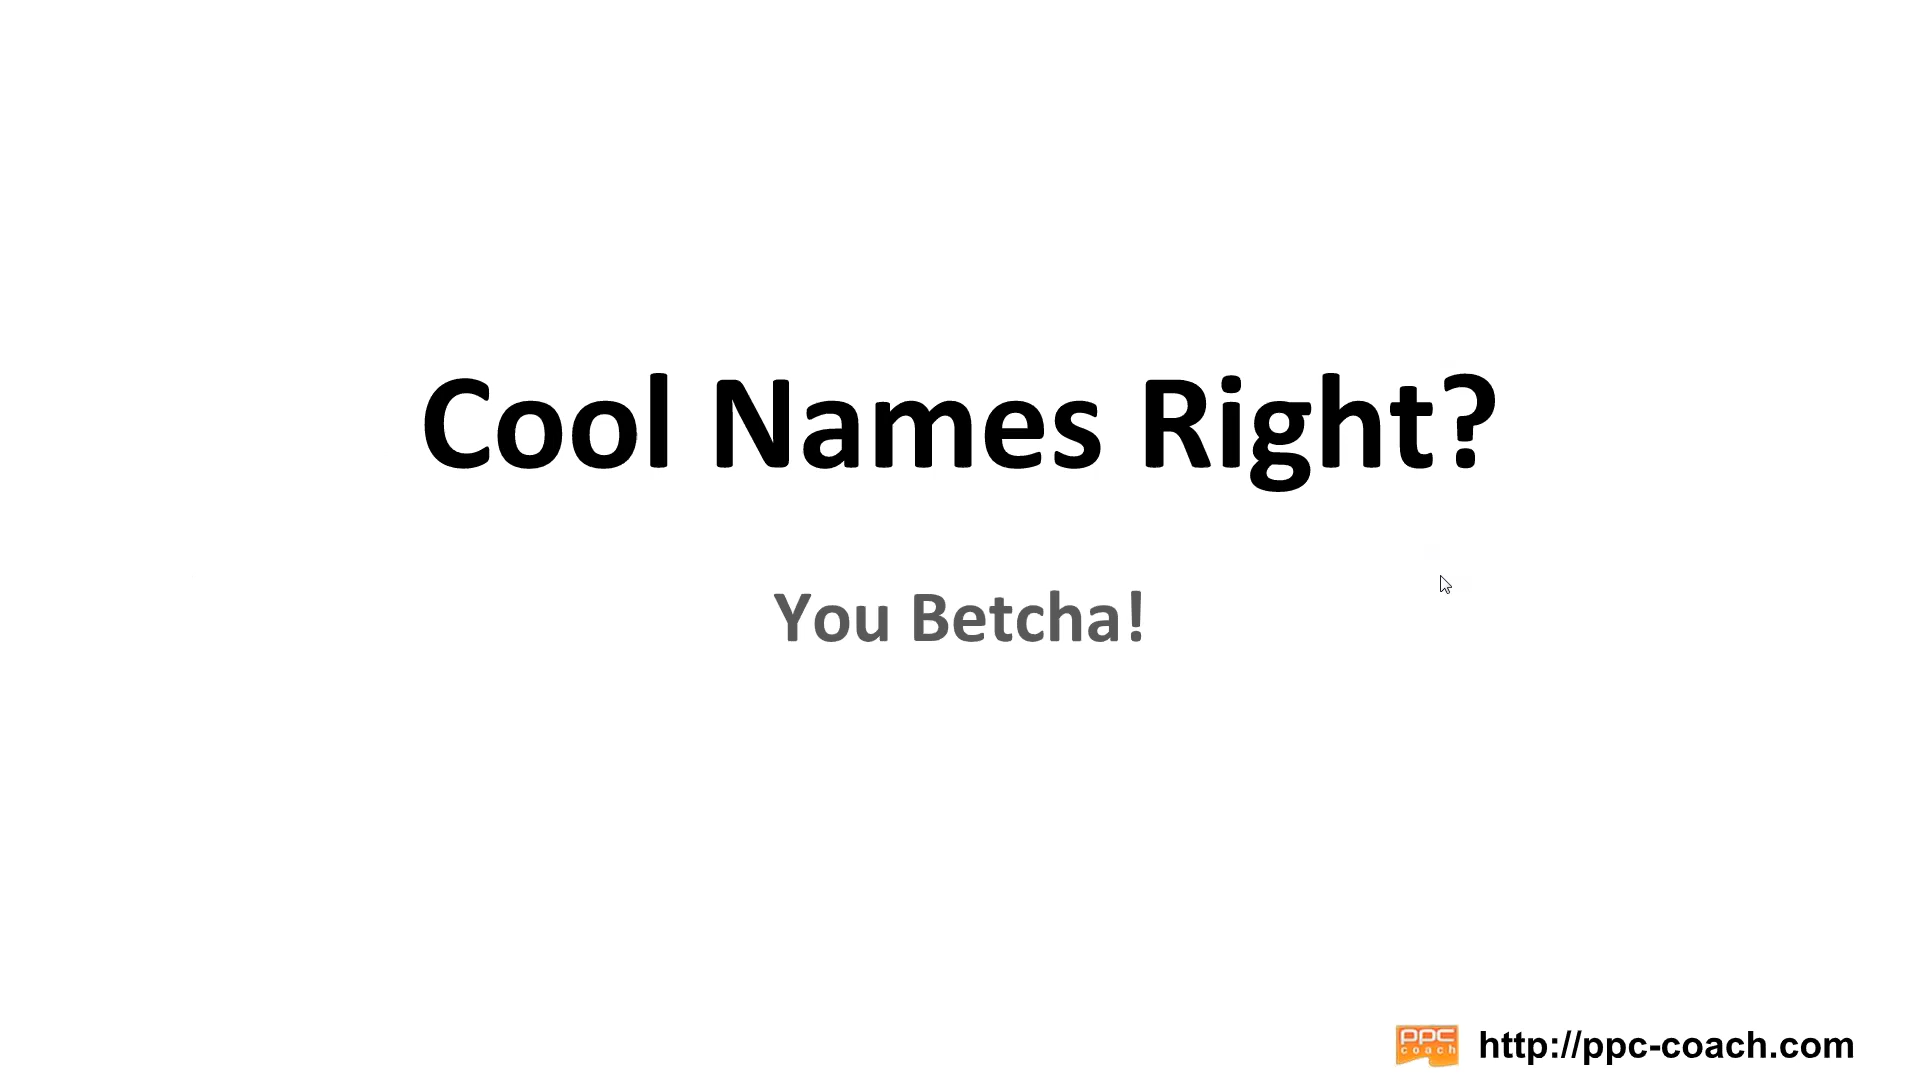 Cool Names Right?
You Betcha!
ppc
coach
http://ppc-coach.com